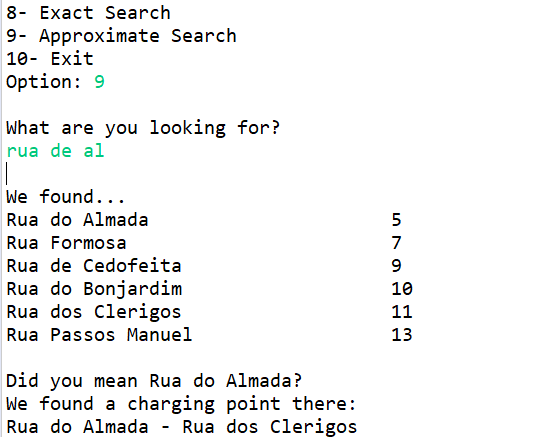 8- Exact Search
9- Approximate Search
10- Exit
Option: 9
What are you looking for?
rua de al
We found...
Rua do Almada 5
Rua Formosa 7
Rua de Cedofeita 9
Rua do Bonjardim 10
Rua dos Clerigos 11
Rua Passos Manuel 13
Did you mean Rua do Almada?
We found a charging point there:
Rua do Almada - Rua dos Clerigos